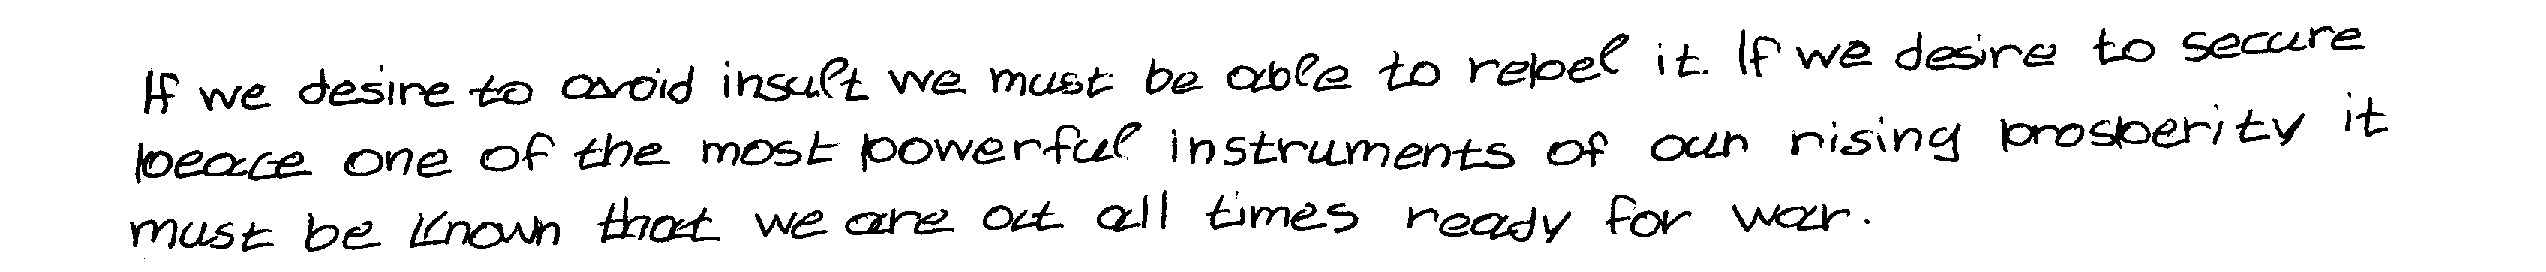 If we desire to avoid insult we must be able to repel it. If we desire to secure
peace one of the most powerful instruments of our rising prosperity it
must be known that we are at all times ready for war.